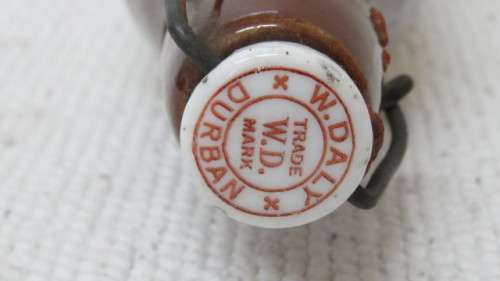 W. DALY
DURBAN
TRADE
W.D.
MARK